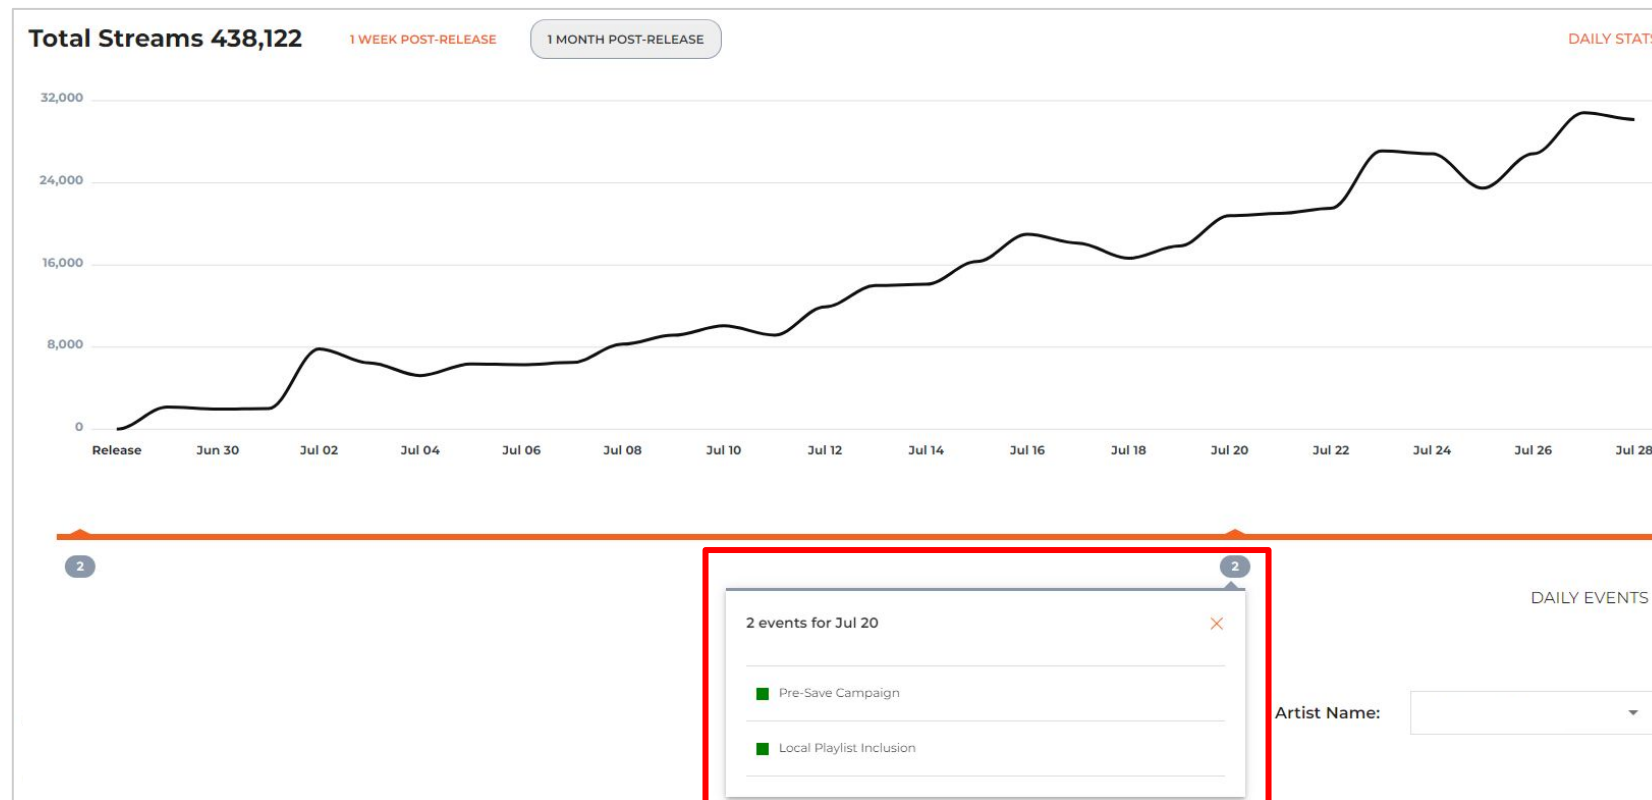 Total Streams 438,122 1 WEEK POST-RELEASE 1 MONTH POST-RELEASE DAILY STATS
32,000
24,000
16,000
8,000
0
Release Jun 30 Jul 02 Jul 04 Jul 06 Jul 08 Jul 10 Jul 12 Jul 14 Jul 16 Jul 18 Jul 20 Jul 22 Jul 24 Jul 26 Jul 28
2 2
DAILY EVENTS
2 events for Jul 20
Pre-Save Campaign
Artist Name:
Local Playlist Inclusion